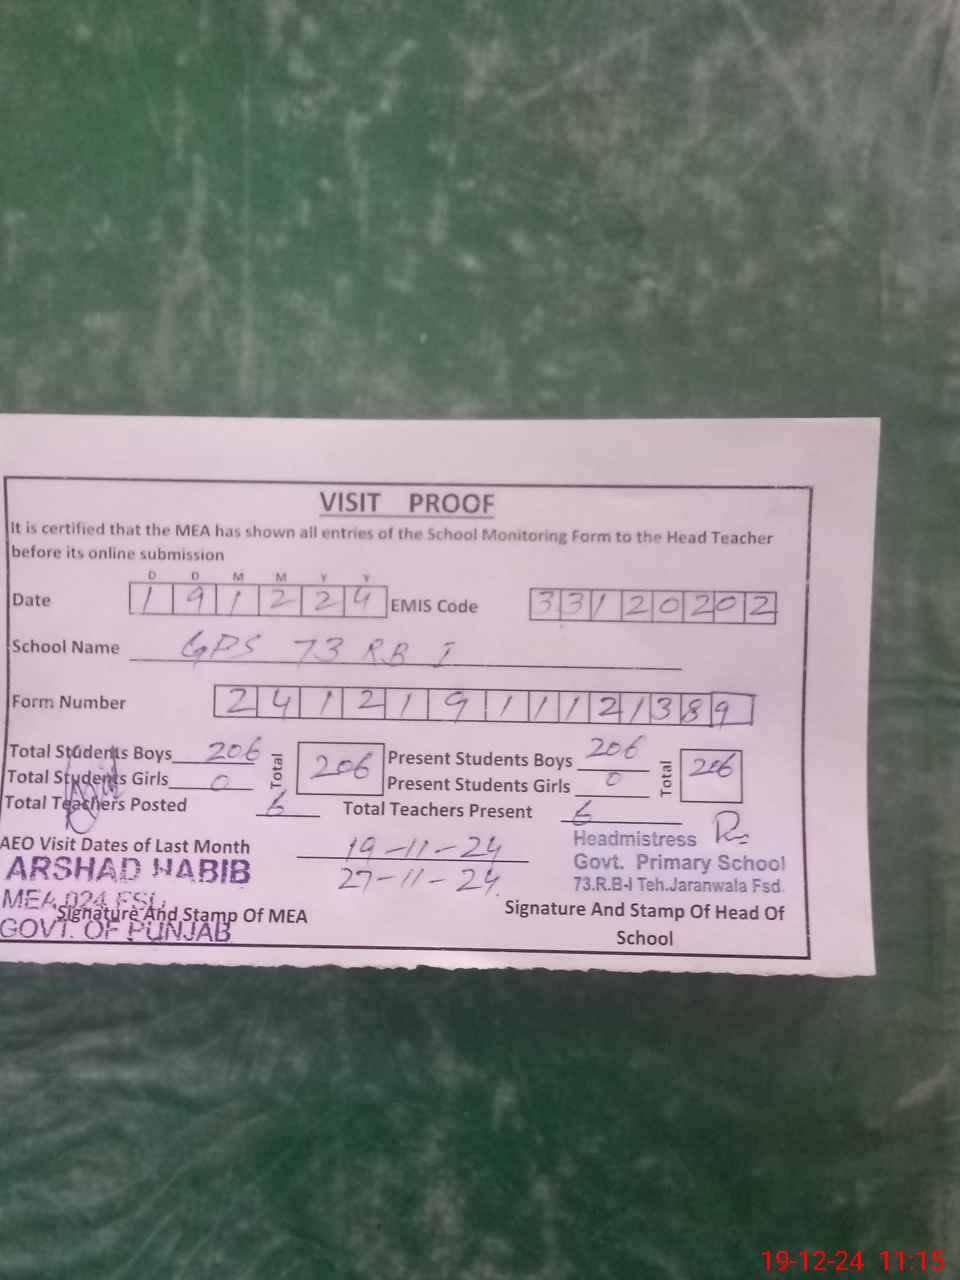 VISIT PROOF
It is certified that the MEA has shown all entries of the School Monitoring Form to the Head Teacher
before its online submission
D D M M Y Y
Date 1 9 1 2 2 4 EMIS Code 3 3 1 2 0 2 0 2
School Name GPS 73 RB I
Form Number 2 4 1 2 1 9 1 1 1 2 1 3 8 9
Total Students Boys 206 Total 206 Present Students Boys 206 Total 206
Total Students Girls 0 Present Students Girls 0
Total Teachers Posted 6 Total Teachers Present 6
AEO Visit Dates of Last Month 19-11-24
27-11-24
Headmistress
Govt. Primary School
73.R.B-I Teh.Jaranwala Fsd
ARSHAD HABIB
MEA 024 FSD
GOVT. OF PUNJAB
Signature And Stamp Of MEA
Signature And Stamp Of Head Of
School
19-12-24 11:15